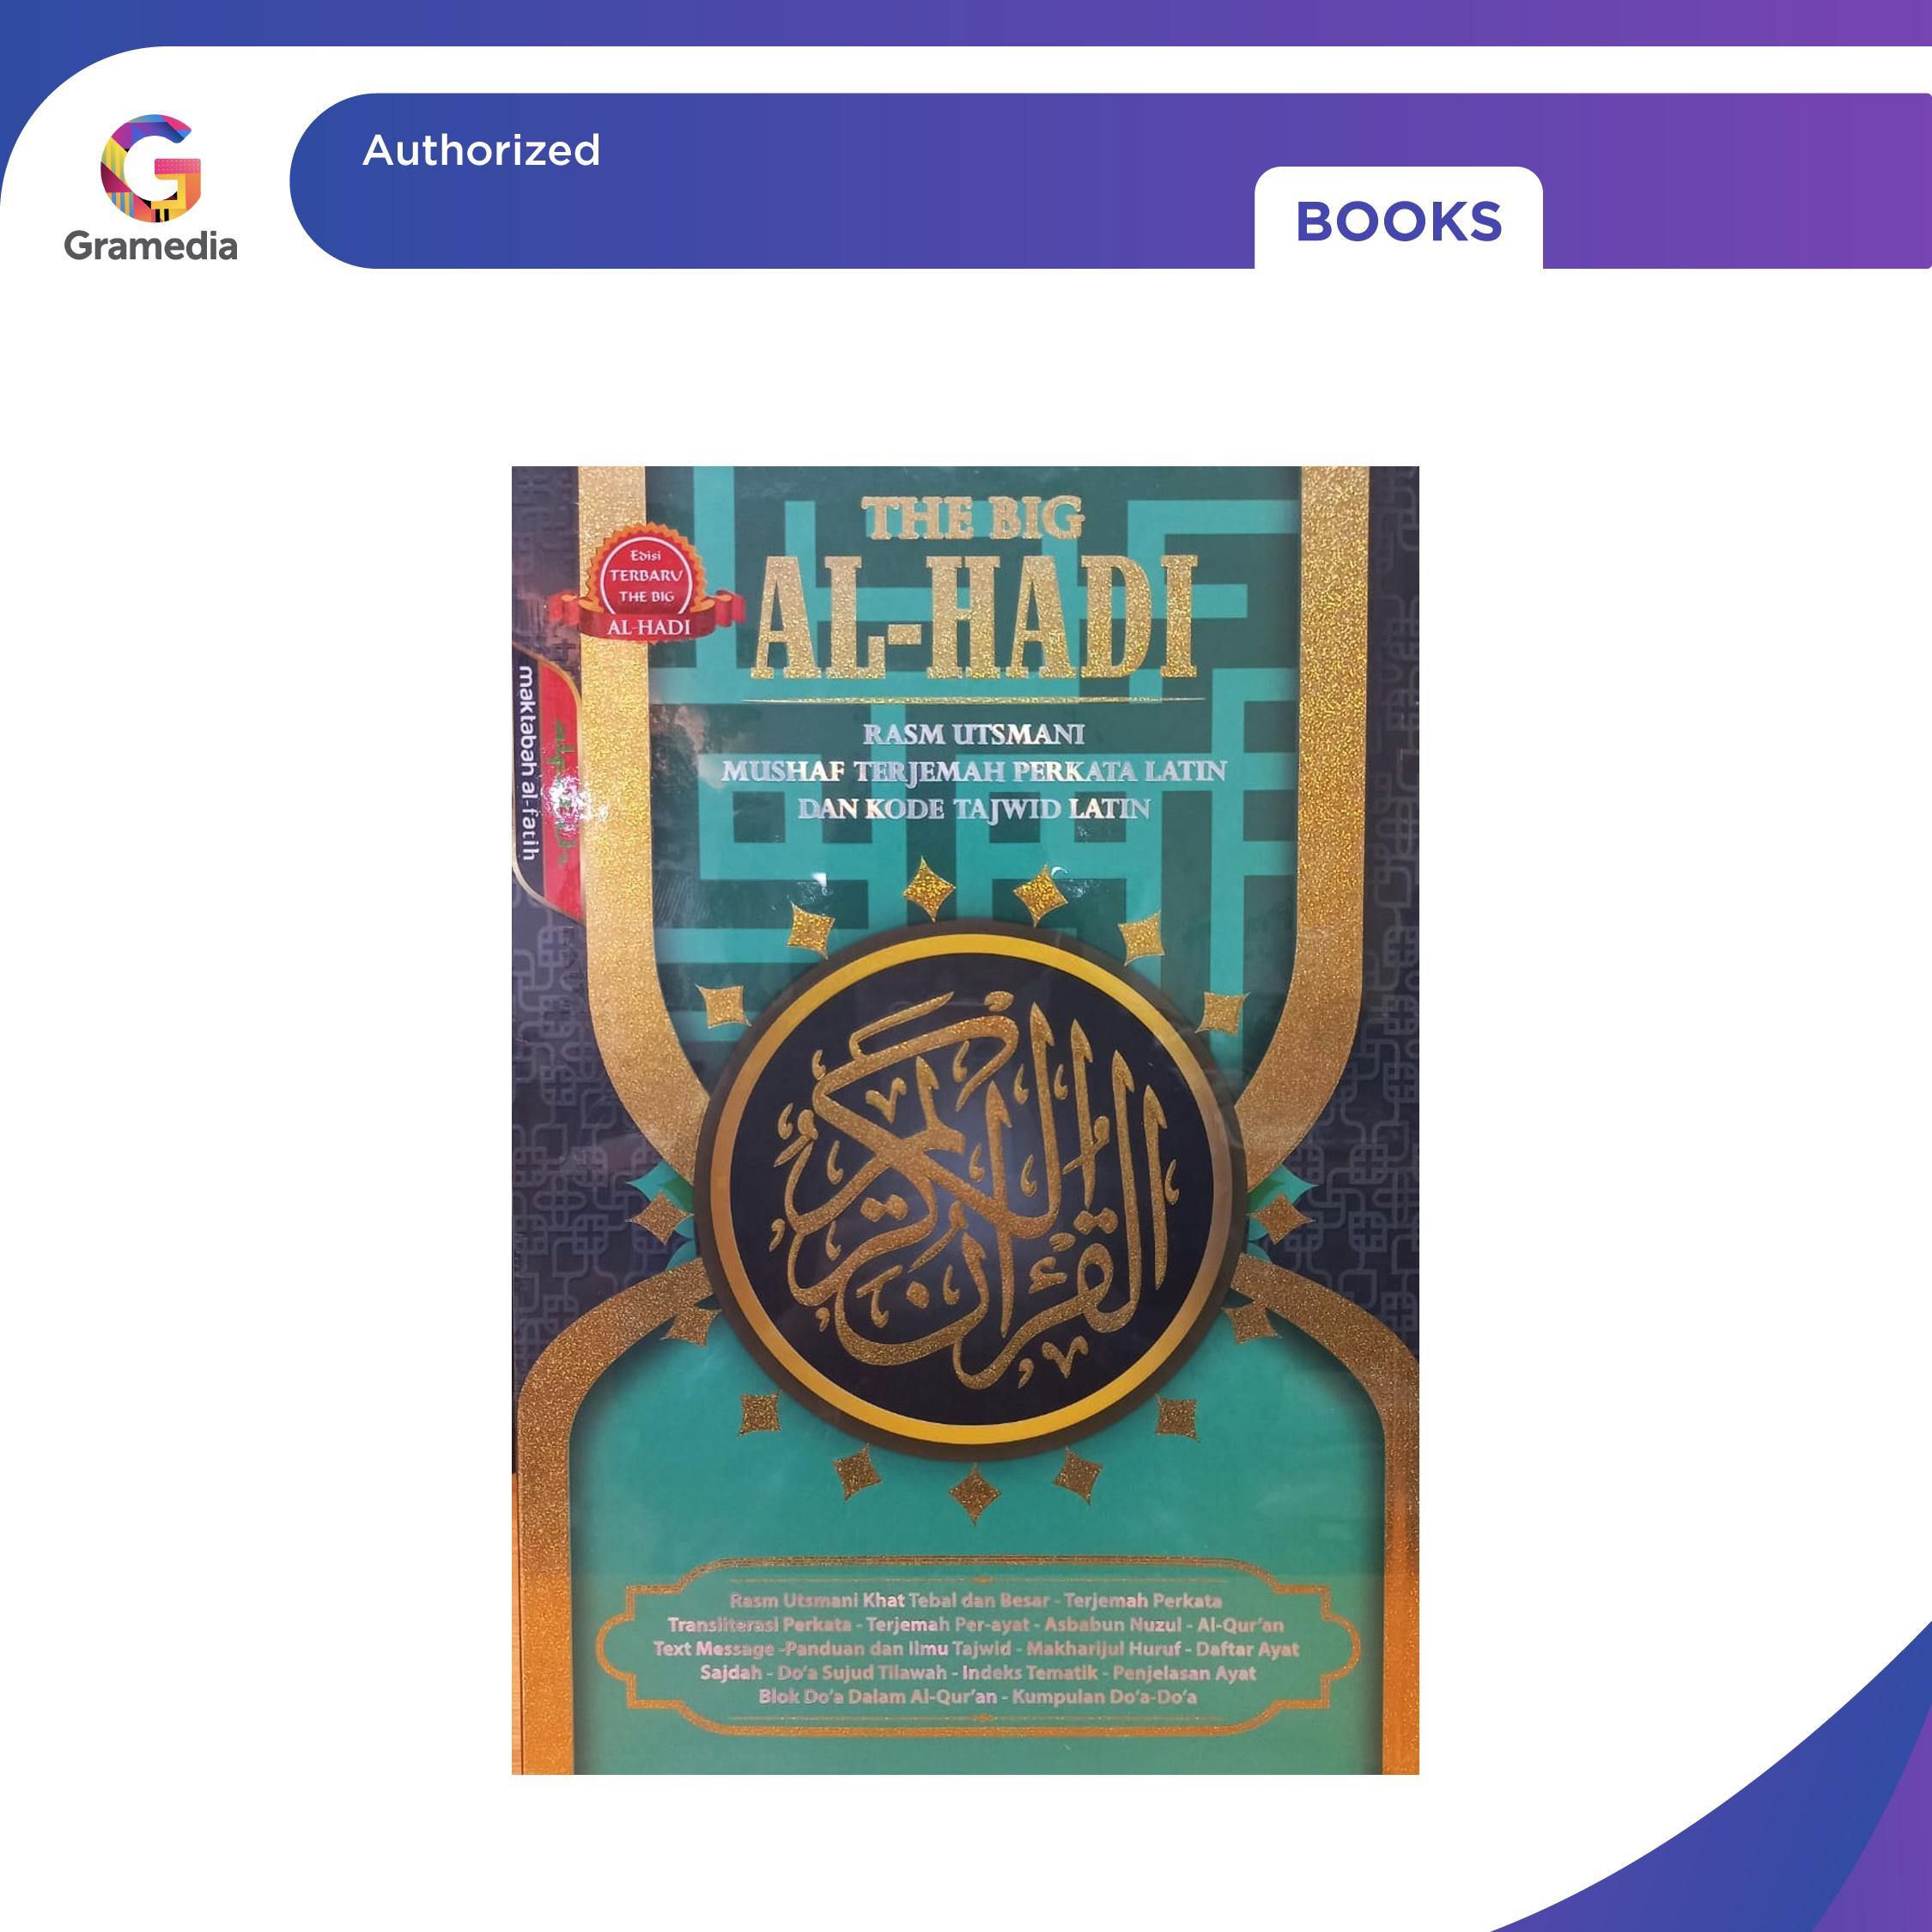 Gramedia
Authorized
BOOKS
THE BIG
AL-HADI
Edisi
TERBARU
THE BIG
AL-HADI
maktabah al-fatih
RASM UTSMANI
MUSHAF TERJEMAH PERKATA LATIN
DAN KODE TAJWID LATIN
القرآن الكريم
Rasm Utsmani Khat Tebal dan Besar - Terjemah Perkata
Transliterasi Perkata - Terjemah Per-ayat - Asbabun Nuzul - Al-Qur'an
Text Message -Panduan dan Ilmu Tajwid - Makharijul Huruf - Daftar Ayat
Sajdah - Do'a Sujud Tilawah - Indeks Tematik - Penjelasan Ayat
Blok Do'a Dalam Al-Qur'an - Kumpulan Do'a-Do'a